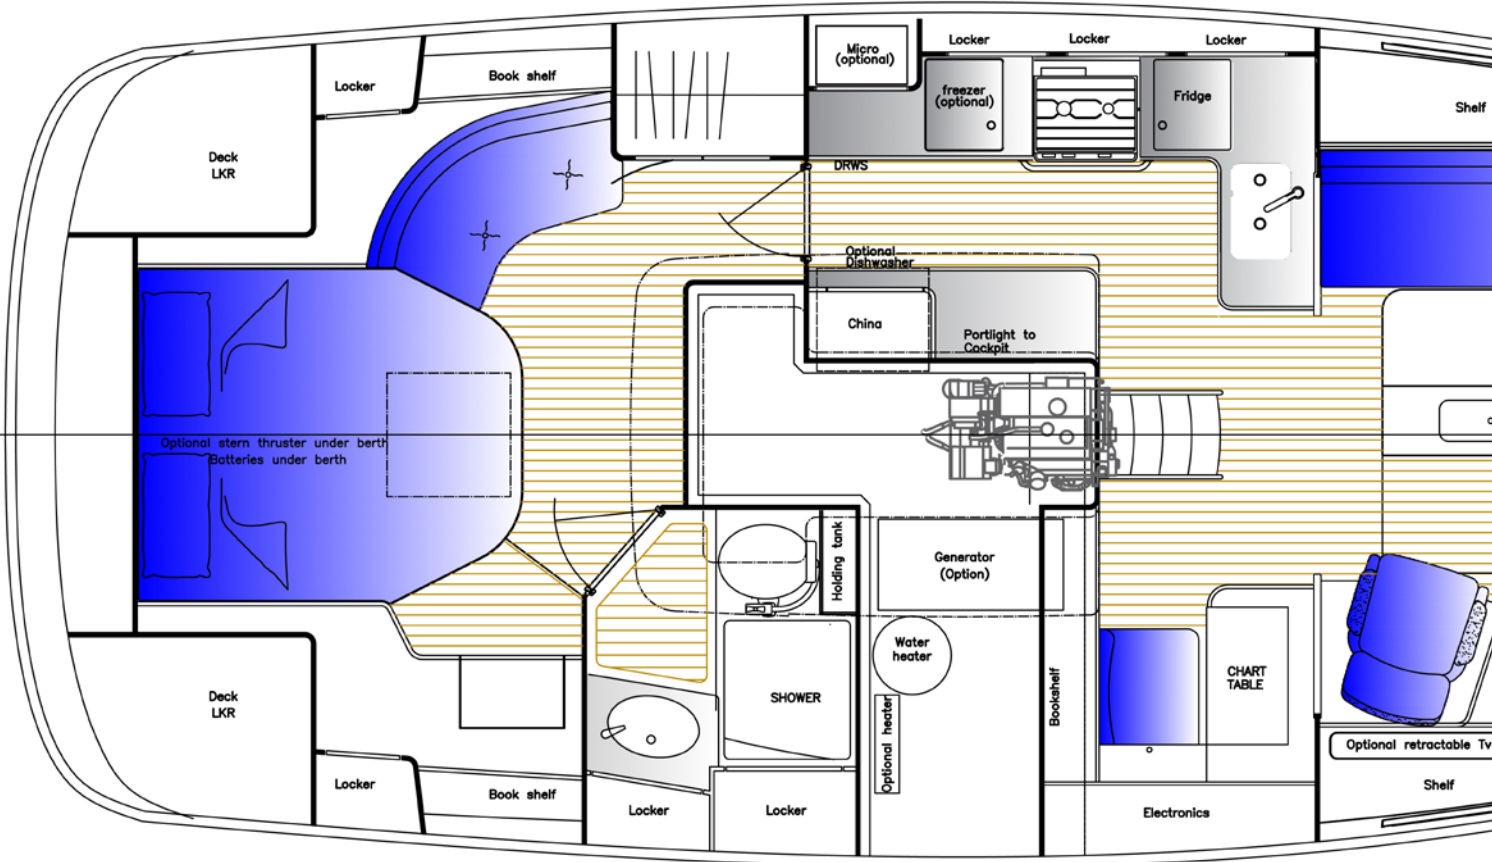 Locker
Book shelf
Deck
LKR
Micro
(optional)
Locker
Locker
Locker
freezer
(optional)
Fridge
Shelf
DRWS
Optional
Dishwasher
China
Portlight to
Cockpit
Optional stern thruster under berth
Batteries under berth
Holding tank
Generator
(Option)
Water
heater
Optional heater
Bookshelf
CHART
TABLE
SHOWER
Deck
LKR
Locker
Book shelf
Locker
Locker
Electronics
Optional retractable Tv
Shelf